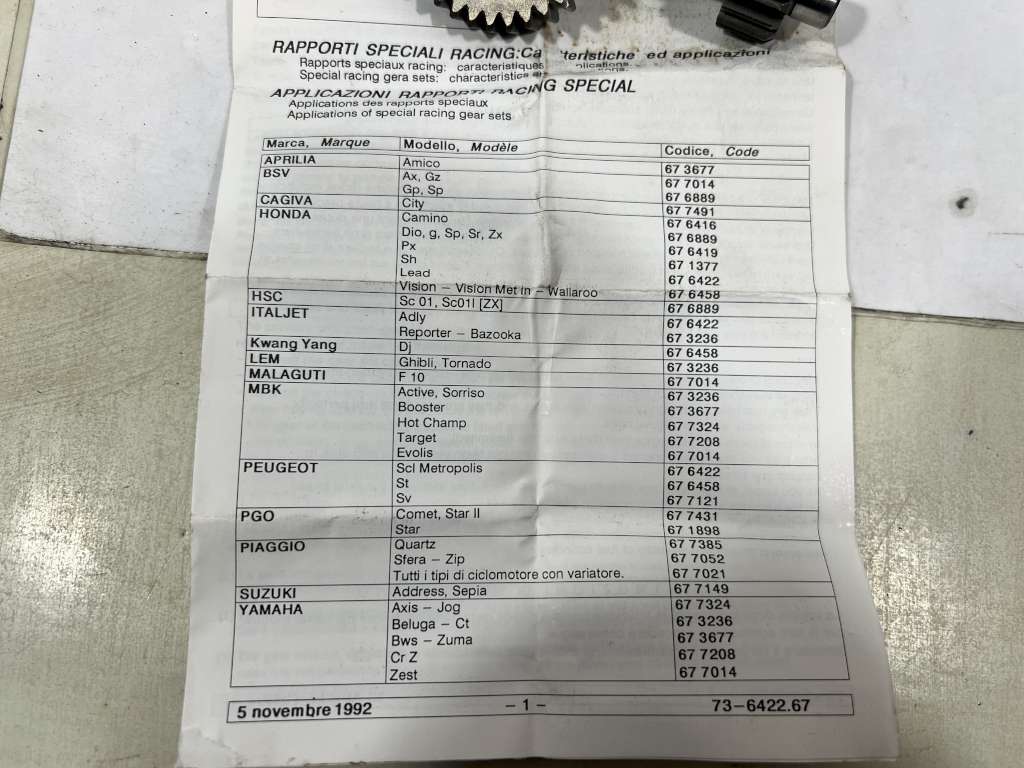 RAPPORTI SPECIALI RACING: Ca teristiche ed applicazioni
Rapports speciaux racing: caracteristiques plications.
Special racing gera sets: characteristics
APPLICAZIONI RAPPORTI RACING SPECIAL
Applications des rapports speciaux
Applications of special racing gear sets
Marca, Marque Modello, Modèle Codice, Code
APRILIA Amico 67 3677
BSV Ax, Gz 67 7014
Gp, Sp 67 6889
CAGIVA City 67 7491
HONDA Camino 67 6416
Dio, g, Sp, Sr, Zx 67 6889
Px 67 6419
Sh 67 1377
Lead 67 6422
Vision – Vision Met in – Wallaroo 67 6458
HSC Sc 01, Sc01I [ZX] 67 6889
ITALJET Adly 67 6422
Reporter – Bazooka 67 3236
Kwang Yang Dj 67 6458
LEM Ghibli, Tornado 67 3236
MALAGUTI F 10 67 7014
MBK Active, Sorriso 67 3236
Booster 67 3677
Hot Champ 67 7324
Target 67 7208
Evolis 67 7014
PEUGEOT Scl Metropolis 67 6422
St 67 6458
Sv 67 7121
PGO Comet, Star II 67 7431
Star 67 1898
PIAGGIO Quartz 67 7385
Sfera – Zip 67 7052
Tutti i tipi di ciclomotore con variatore. 67 7021
SUZUKI Address, Sepia 67 7149
YAMAHA Axis – Jog 67 7324
Beluga – Ct 67 3236
Bws – Zuma 67 3677
Cr Z 67 7208
Zest 67 7014
5 novembre 1992 – 1 – 73–6422.67